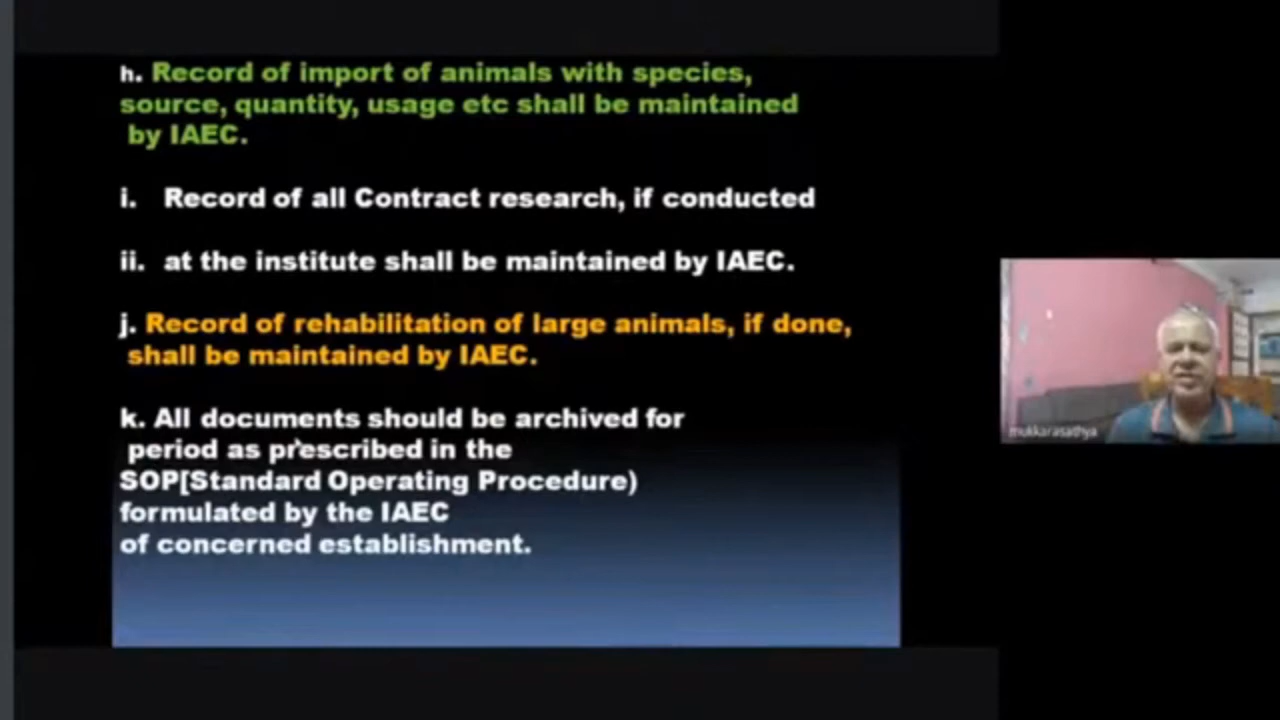 h. Record of import of animals with species,
source, quantity, usage etc shall be maintained
by IAEC.
i. Record of all Contract research, if conducted
ii. at the institute shall be maintained by IAEC.
j. Record of rehabilitation of large animals, if done,
shall be maintained by IAEC.
k. All documents should be archived for
period as prescribed in the
SOP[Standard Operating Procedure)
formulated by the IAEC
of concerned establishment.
mukkarasathya